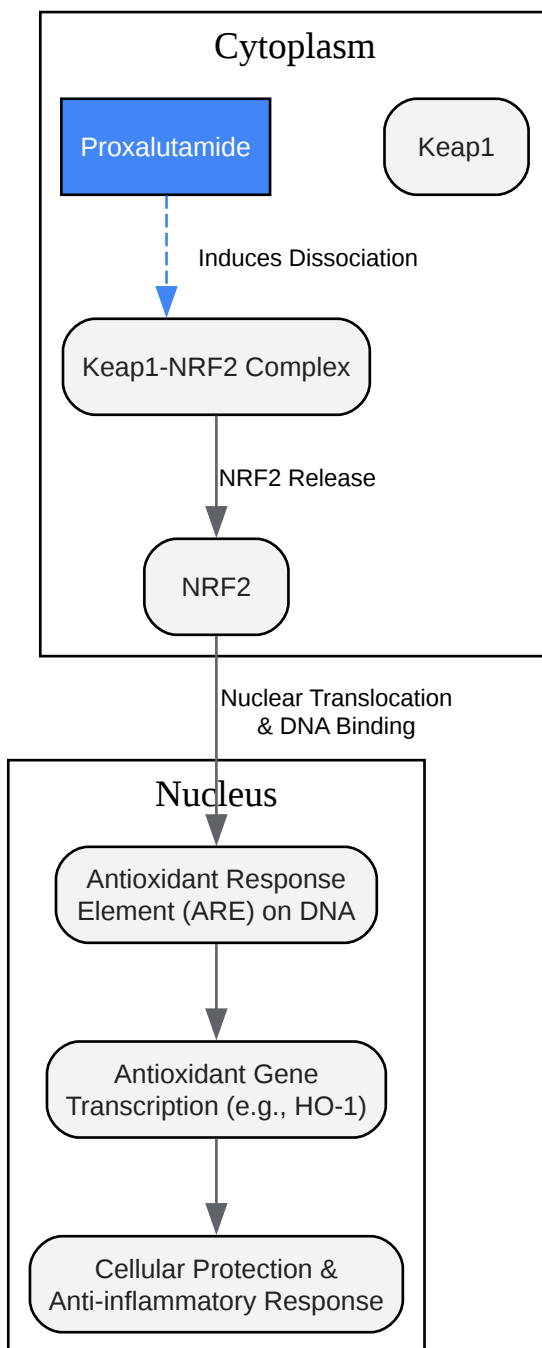 Cytoplasm
Proxalutamide
Keap1
Induces Dissociation
Keap1-NRF2 Complex
NRF2 Release
NRF2
Nuclear Translocation
& DNA Binding
Nucleus
Antioxidant Response
Element (ARE) on DNA
Antioxidant Gene
Transcription (e.g., HO-1)
Cellular Protection &
Anti-inflammatory Response